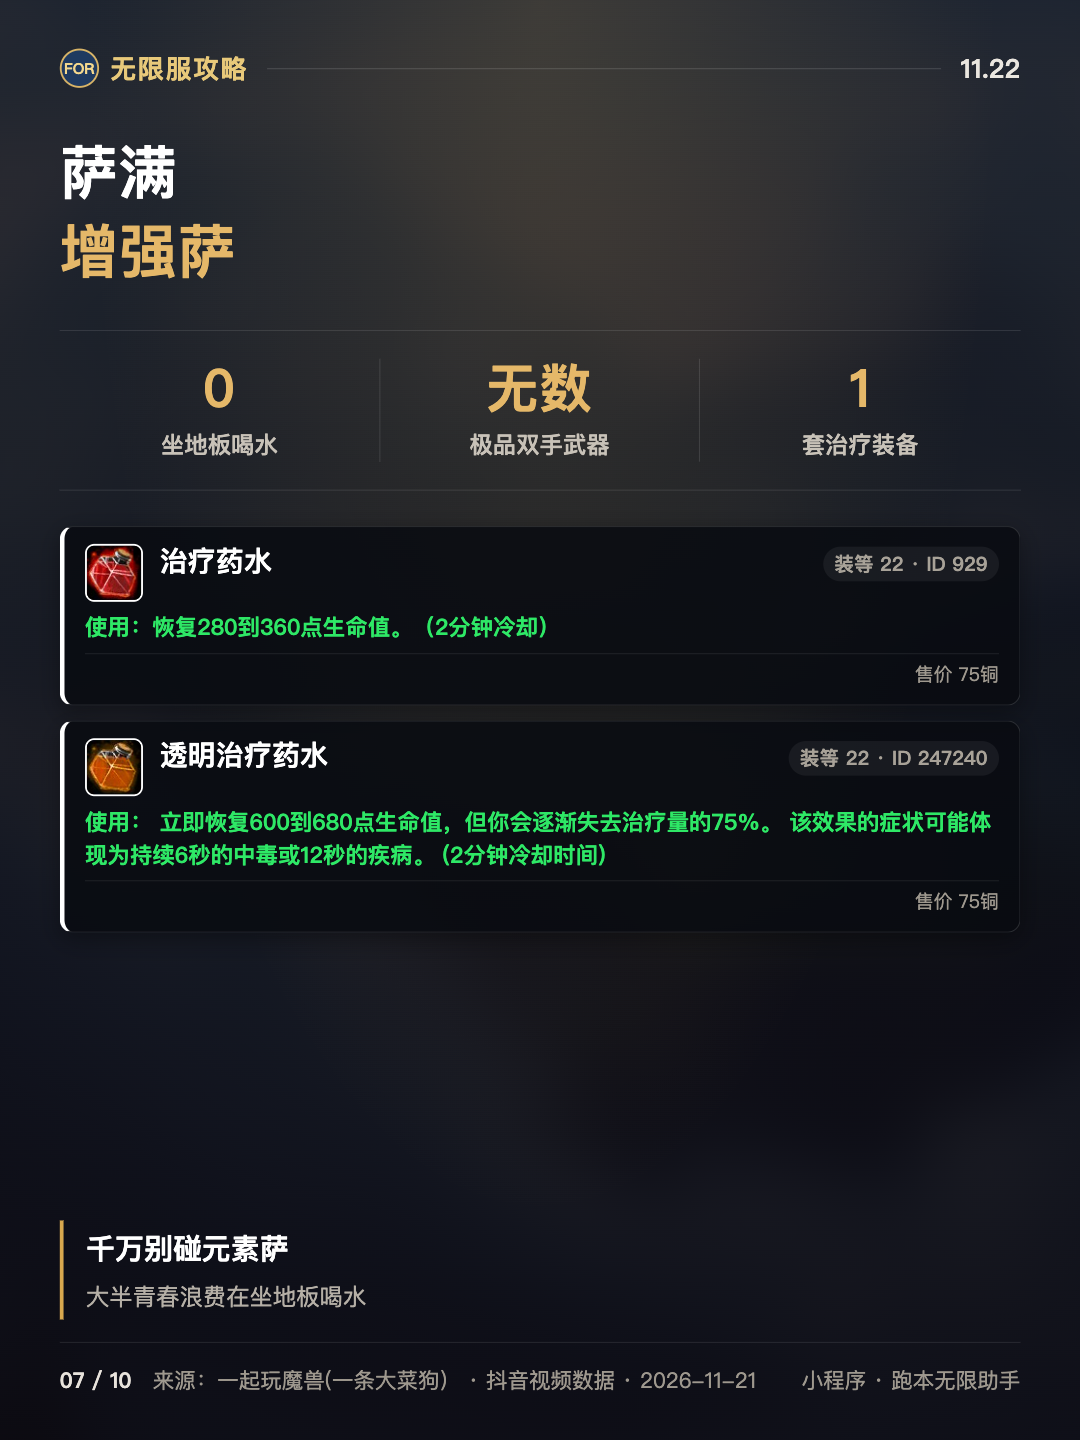 FOR 无限服攻略 11.22
萨满
增强萨
0 无数 1
坐地板喝水 极品双手武器 套治疗装备
治疗药水 装等 22 · ID 929
使用：恢复280到360点生命值。（2分钟冷却）
售价 75铜
透明治疗药水 装等 22 · ID 247240
使用： 立即恢复600到680点生命值，但你会逐渐失去治疗量的75%。 该效果的症状可能体
现为持续6秒的中毒或12秒的疾病。（2分钟冷却时间）
售价 75铜
千万别碰元素萨
大半青春浪费在坐地板喝水
07 / 10 来源：一起玩魔兽(一条大菜狗） · 抖音视频数据 · 2026-11-21 小程序 · 跑本无限助手